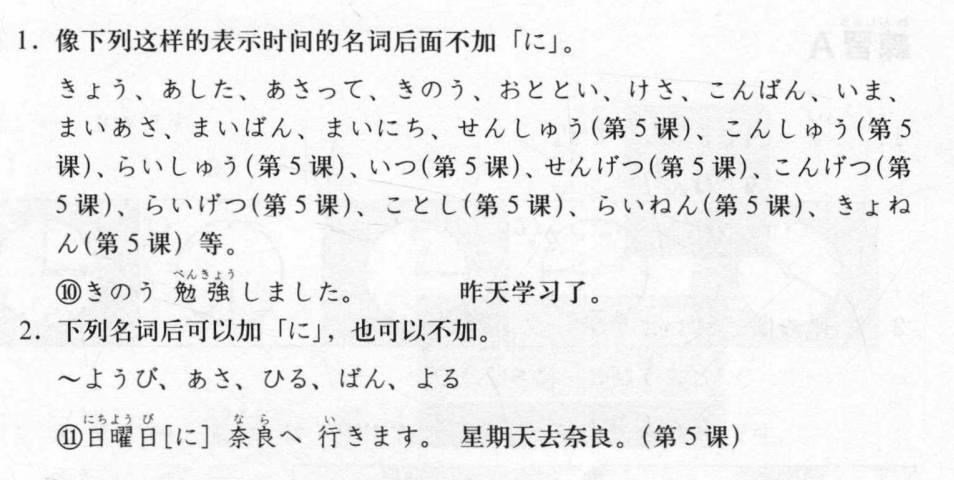 1. 像下列这样的表示时间的名词后面不加「に」。
きょう、あした、あさって、きのう、おととい、けさ、こんばん、いま、
まいあさ、まいばん、まいにち、せんしゅう(第5课)、こんしゅう(第5
课)、らいしゅう(第5课)、いつ(第5课)、せんげつ(第5课)、こんげつ(第
5课)、らいげつ(第5课)、ことし(第5课)、らいねん(第5课)、きょね
ん(第5课) 等。
べんきょう
⑩きのう 勉強しました。 昨天学习了。
2. 下列名词后可以加「に」,也可以不加。
～ようび、あさ、ひる、ばん、よる
にちようび なら い
⑪日曜日[に] 奈良へ 行きます。 星期天去奈良。(第5课)